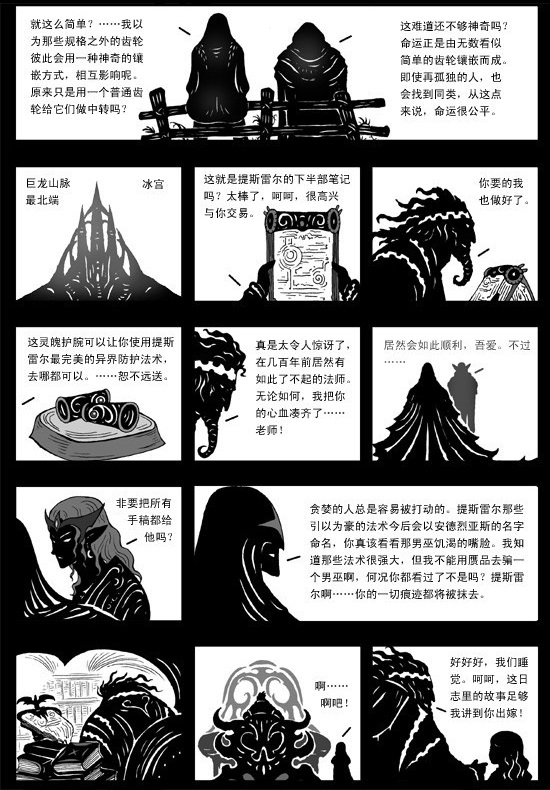 就这么简单？……我以
为那些规格之外的齿轮
彼此会用一种神奇的镶
嵌方式，相互影响呢。
原来只是用一个普通齿
轮给它们做中转吗？
这难道还不够神奇吗？
命运正是由无数看似
简单的齿轮镶嵌而成。
即使再孤独的人，也
会找到同类，从这点
来说，命运很公平。
巨龙山脉
最北端
冰宫
这就是提斯雷尔的下半部笔记
吗？太棒了，呵呵，很高兴
与你交易。
你要的我
也做好了。
这灵魄护腕可以让你使用提斯
雷尔最完美的异界防护法术，
去哪都可以。……恕不远送。
真是太令人惊讶了，
在几百年前居然有
如此了不起的法师。
无论如何，我把你
的心血凑齐了……
老师！
居然会如此顺利，吾爱。不过
……
非要把所有
手稿都给
他吗？
贪婪的人总是容易被打动的。提斯雷尔那些
引以为豪的法术今后会以安德烈亚斯的名字
命名，你真该看看那男巫饥渴的嘴脸。我知
道那些法术很强大，但我不能用赝品去骗一
个男巫啊，何况你都看过了不是吗？提斯雷
尔啊……你的一切痕迹都将被抹去。
啊……
啊吧！
好好好，我们睡
觉。呵呵，这日
志里的故事足够
我讲到你出嫁！